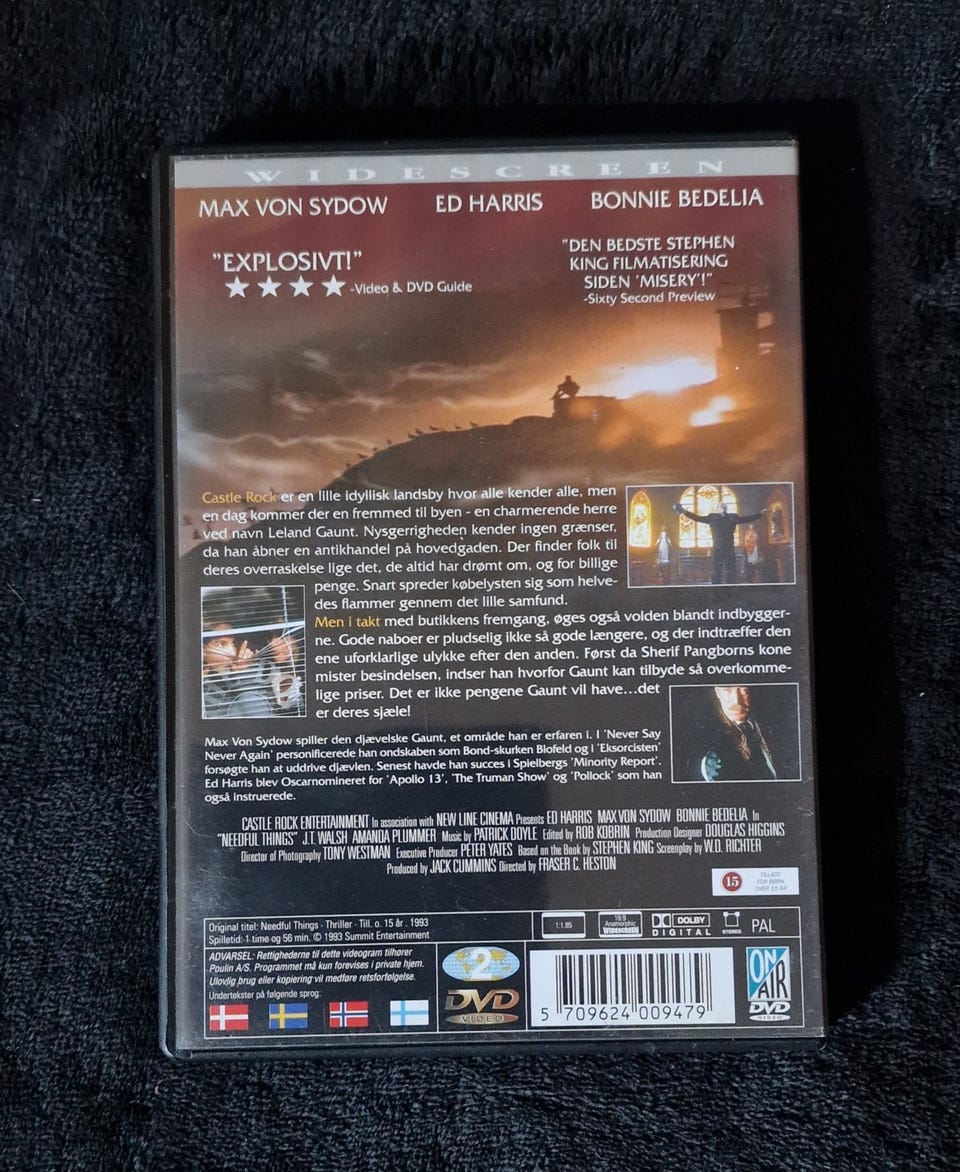 WIDESCREEN
MAX VON SYDOW ED HARRIS BONNIE BEDELIA
"EXPLOSIVT!"
-Video & DVD Guide
"DEN BEDSTE STEPHEN
KING FILMATISERING
SIDEN 'MISERY'!"
-Sixty Second Preview
Castle Rock er en lille idyllisk landsby hvor alle kender alle, men
en dag kommer der en fremmed til byen - en charmerende herre
ved navn Leland Gaunt. Nysgerrigheden kender ingen grænser,
da han åbner en antikhandel på hovedgaden. Der finder folk til
deres overraskelse lige det, de altid har drømt om, og for billige
penge. Snart spreder købelysten sig som helve-
des flammer gennem det lille samfund.
Men i takt med butikkens fremgang, øges også volden blandt indbygger-
ne. Gode naboer er pludselig ikke så gode længere, og der indtræffer den
ene uforklarlige ulykke efter den anden. Først da Sherif Pangborns kone
mister besindelsen, indser han hvorfor Gaunt kan tilbyde så overkomme-
lige priser. Det er ikke pengene Gaunt vil have...det
er deres sjæle!
Max Von Sydow spiller den djævelske Gaunt, et område han er erfaren i. I 'Never Say
Never Again' personificerede han ondskaben som Bond-skurken Blofeld og i 'Eksorcisten'
forsøgte han at uddrive djævlen. Senest havde han succes i Spielbergs 'Minority Report'.
Ed Harris blev Oscarnomineret for 'Apollo 13', 'The Truman Show' og 'Pollock' som han
også instruerede.
CASTLE ROCK ENTERTAINMENT In association with NEW LINE CINEMA Presents ED HARRIS MAX VON SYDOW BONNIE BEDELIA In
"NEEDFUL THINGS" J.T. WALSH AMANDA PLUMMER Music by PATRICK DOYLE Edited by ROB KOBRIN Production Designer DOUGLAS HIGGINS
Director of Photography TONY WESTMAN Executive Producer PETER YATES Based on the Book by STEPHEN KING Screenplay by W.D. RICHTER
Produced by JACK CUMMINS Directed by FRASER C. HESTON
15
TILLADT
FOR BØRN
OVER 15 ÅR
Original titel: Needful Things · Thriller · Till. o. 15 år . 1993
Spilletid: 1 time og 56 min. © 1993 Summit Entertainment
1:1.85
16:9
Anamorphic
WIDESCREEN
DOLBY
DIGITAL
STEREO
PAL
ADVARSEL: Rettighederne til dette videogram tilhører
Poulin A/S. Programmet må kun forevises i private hjem.
Ulovlig brug eller kopiering vil medføre retsforfølgelse.
Undertekster på følgende sprog:
2
DVD
VIDEO
5 709624 009479
ON
AIR
DVD
VIDEO